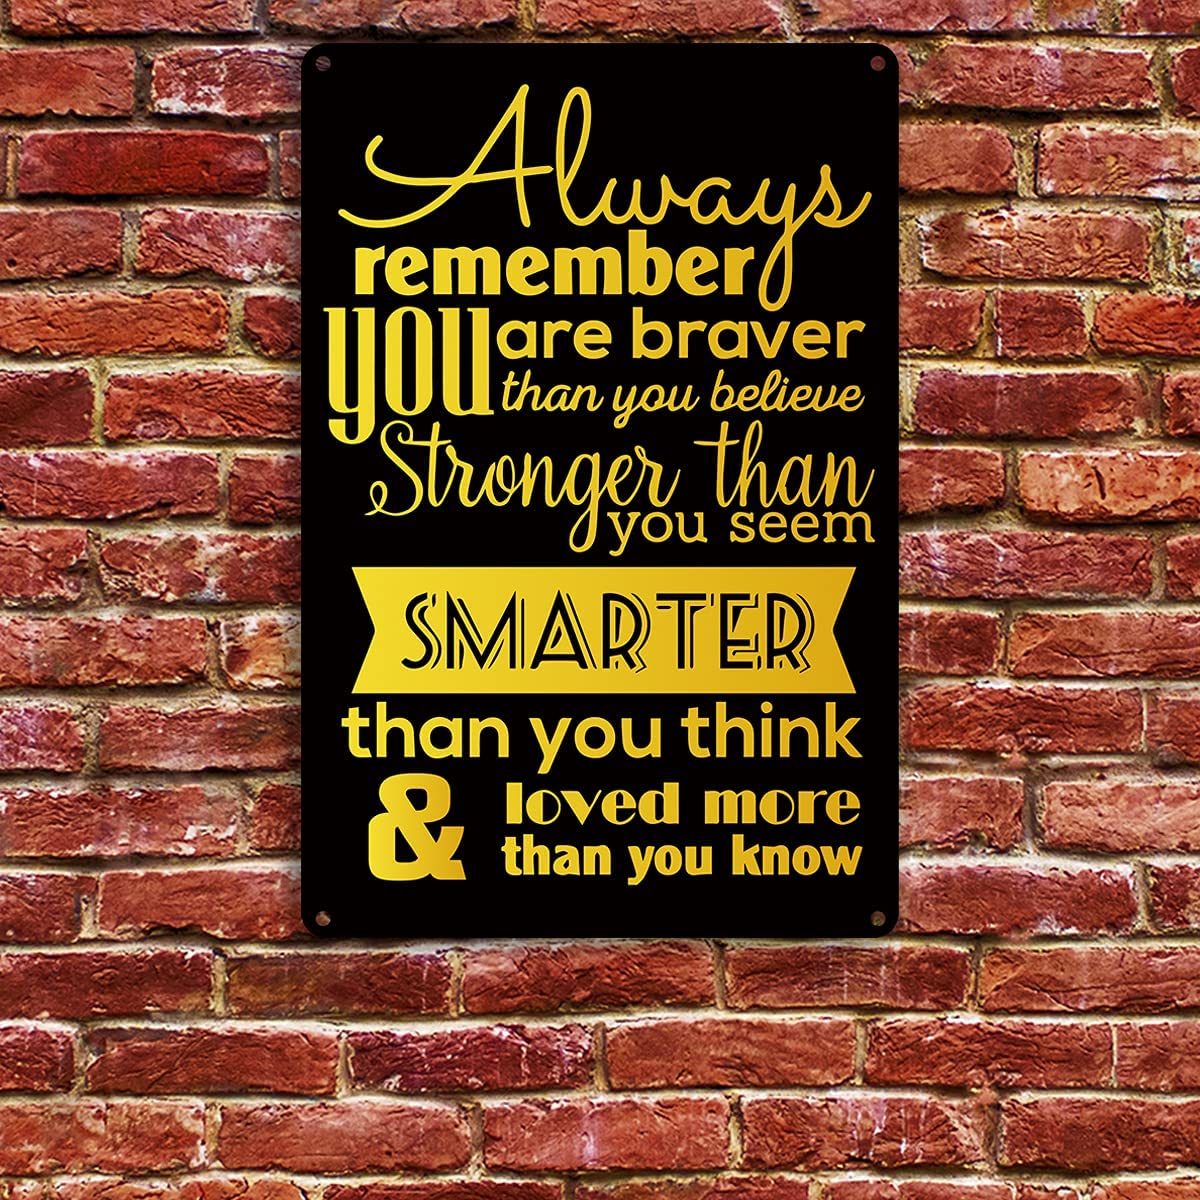 Always
remember
YOU are braver
than you believe
Stronger than
you seem
SMARTER
than you think
& loved more
than you know